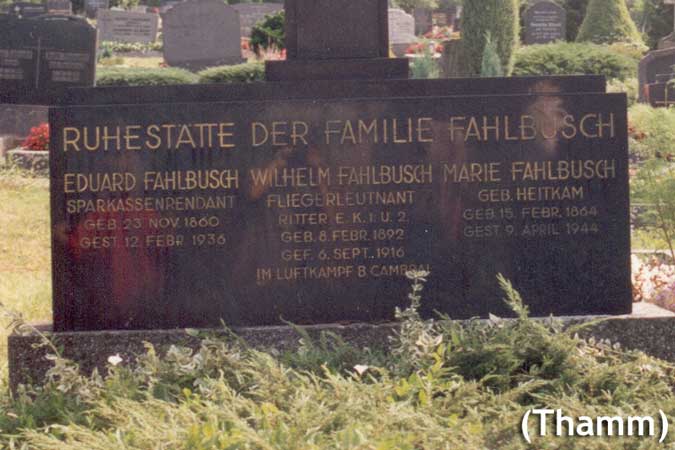 RUHESTÄTTE DER FAMILIE FAHLBUSCH
EDUARD FAHLBUSCH
SPARKASSENRENDANT
GEB. 23. NOV. 1860
GEST. 12. FEBR. 1936
WILHELM FAHLBUSCH
FLIEGERLEUTNANT
RITTER E.K.I.U.2.
GEB. 8. FEBR. 1892
GEF. 6. SEPT. 1916
IM LUFTKAMPF B. CAMBRAI
MARIE FAHLBUSCH
GEB. HEITKAM
GEB. 15. FEBR. 1864
GEST. 9. APRIL 1944
(Thamm)